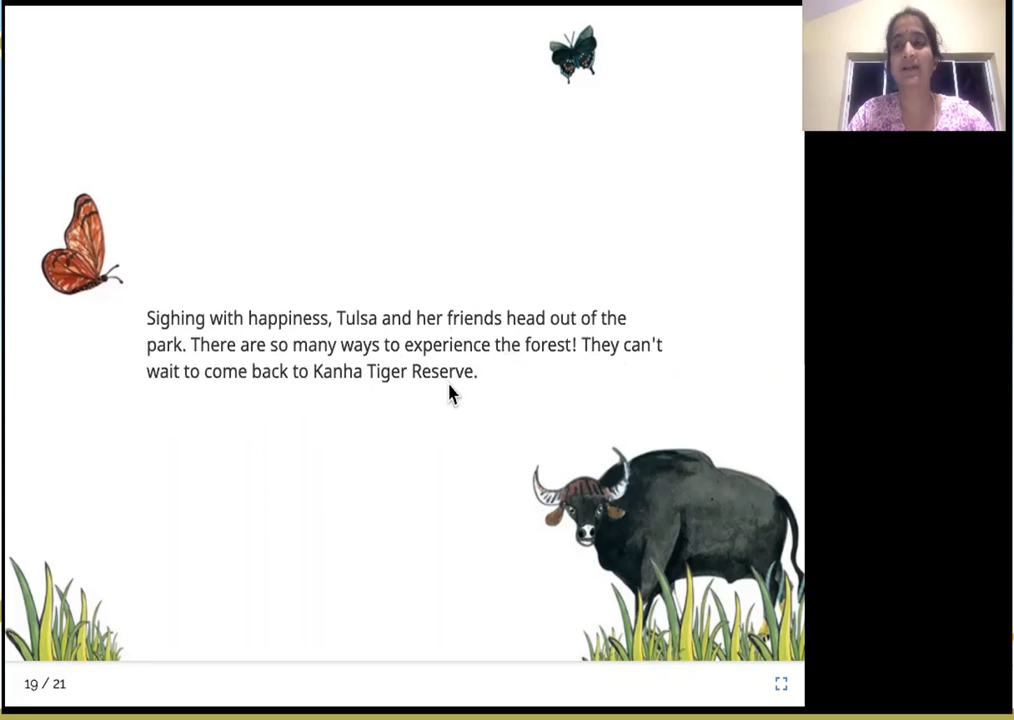 Sighing with happiness, Tulsa and her friends head out of the
park. There are so many ways to experience the forest! They can't
wait to come back to Kanha Tiger Reserve.
19 / 21